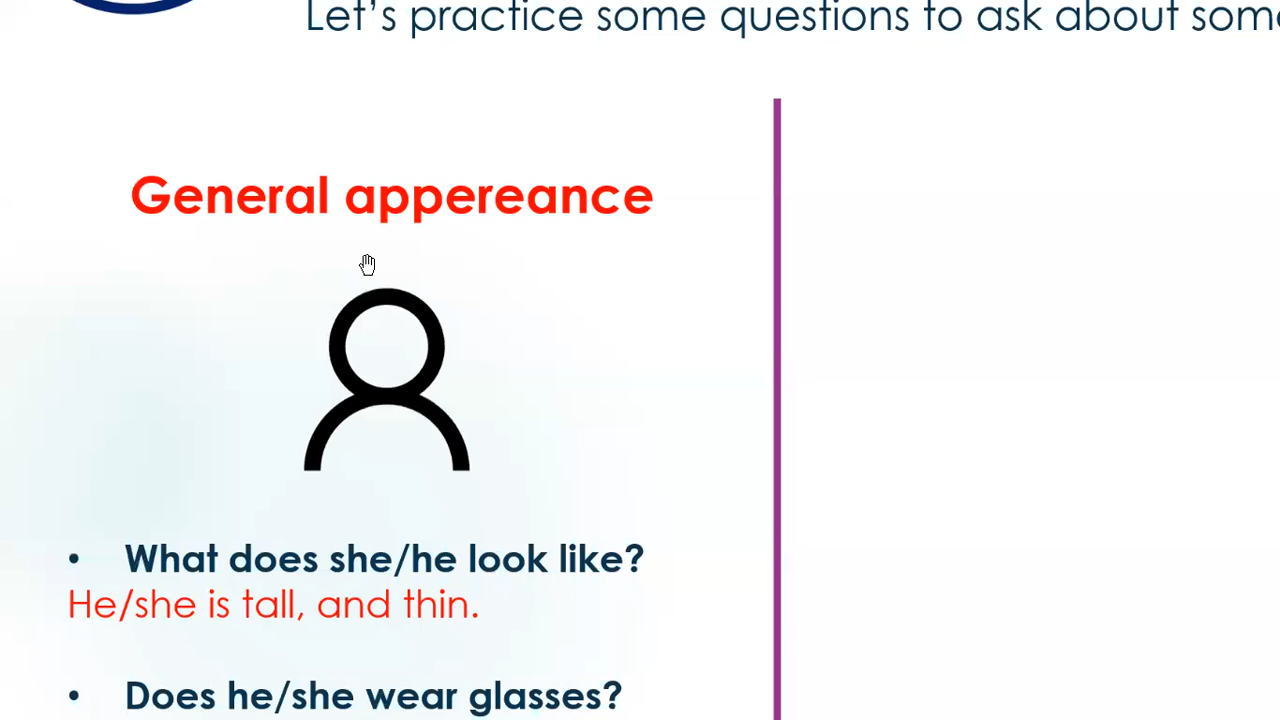 Let's practice some questions to ask about
General appereance
• What does she/he look like?
He/she is tall, and thin.
• Does he/she wear glasses?